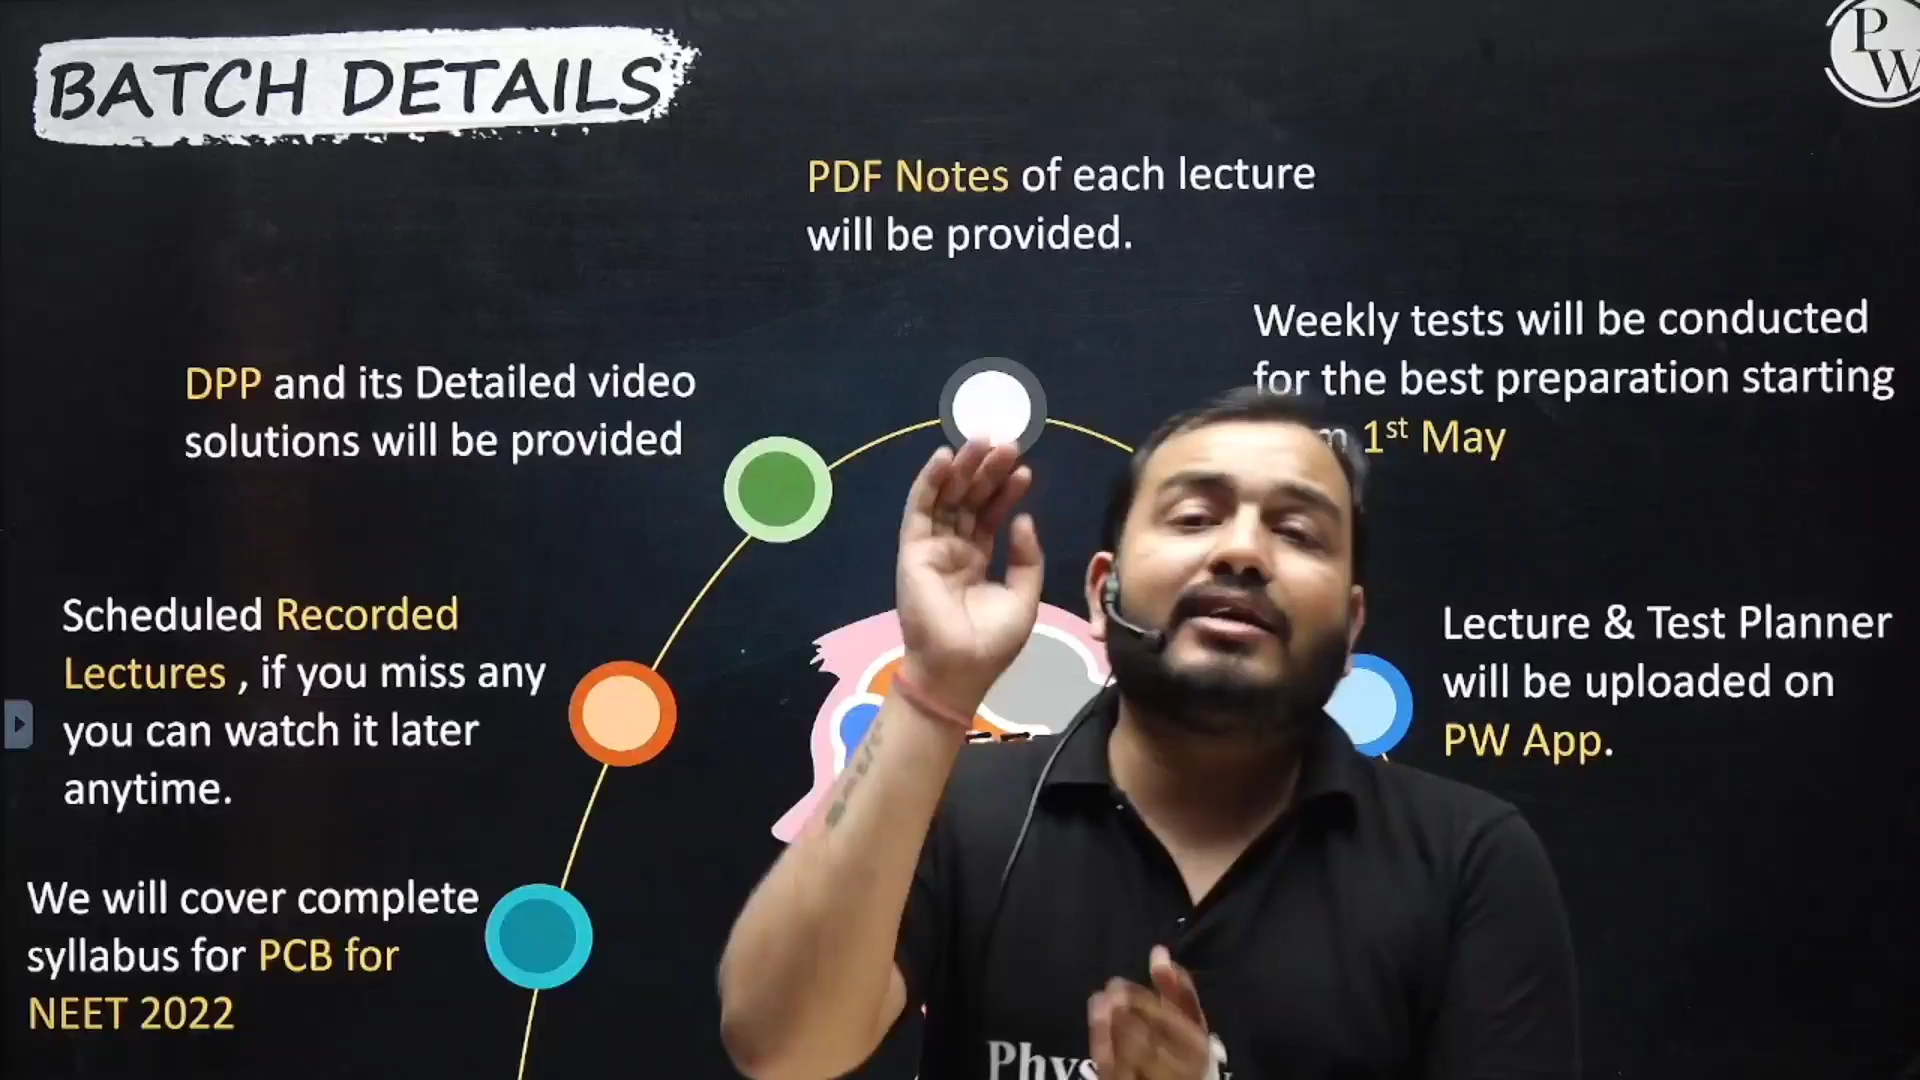 BATCH DETAILS
P
W
PDF Notes of each lecture
will be provided.
Weekly tests will be conducted
for the best preparation starting
1st May
DPP and its Detailed video
solutions will be provided
Scheduled Recorded
Lectures , if you miss any
you can watch it later
anytime.
Lecture & Test Planner
will be uploaded on
PW App.
We will cover complete
syllabus for PCB for
NEET 2022